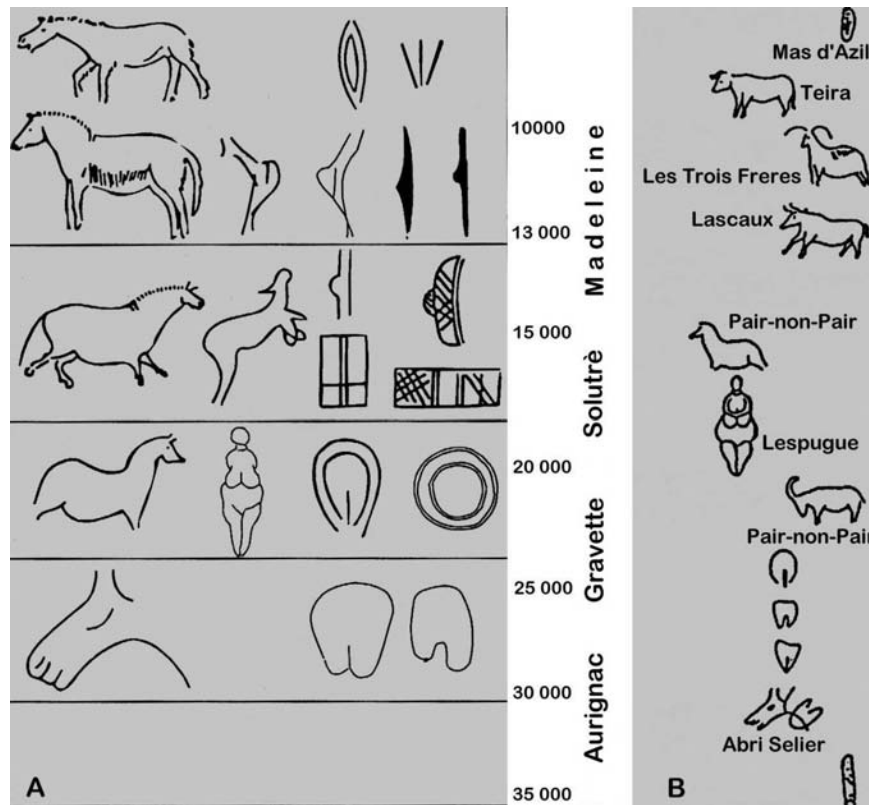 Mas d'Azil
Teira
10000
Les Trois Freres
Lascaux
13 000
Madeleine
15 000
Pair-non-Pair
Solutrè
Lespugue
20 000
Pair-non-Pair
Gravette
25 000
30 000
Aurignac
Abri Selier
A
35 000
B